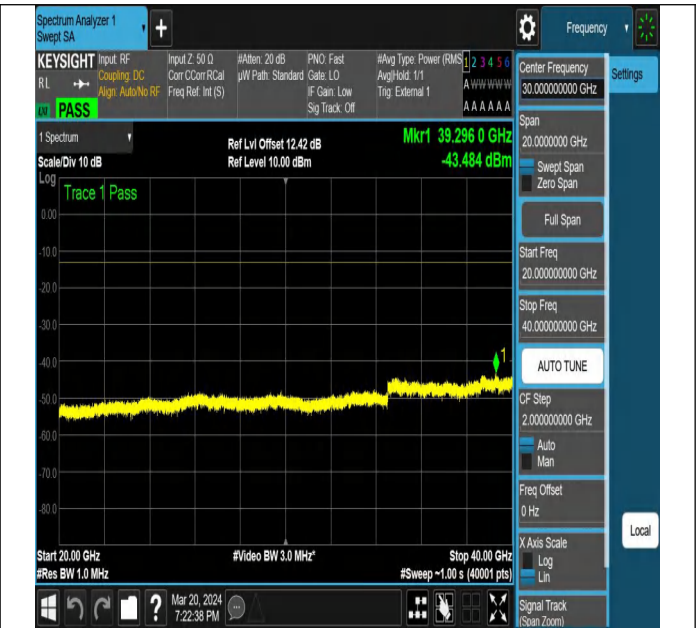 Spectrum Analyzer 1
Swept SA
+
Frequency
KEYSIGHT
RL
PASS
Input: RF
Coupling: DC
Align: Auto/No RF
Input Z: 50 Ω
Corr CCorr RCal
Freq Ref: Int (S)
#Atten: 20 dB
µW Path: Standard
PNO: Fast
Gate: LO
IF Gain: Low
Sig Track: Off
#Avg Type: Power (RMS
Avg|Hold: 1/1
Trig: External 1
1 2 3 4 5 6
A W W W W W
A A A A A A
1 Spectrum
Scale/Div 10 dB
Log
Ref Lvl Offset 12.42 dB
Ref Level 10.00 dBm
Mkr1 39.296 0 GHz
-43.484 dBm
Trace 1 Pass
0.00
-10.0
-20.0
-30.0
-40.0
-50.0
-60.0
-70.0
-80.0
1
Start 20.00 GHz
#Res BW 1.0 MHz
#Video BW 3.0 MHz*
Stop 40.00 GHz
#Sweep ~1.00 s (40001 pts)
?
Mar 20, 2024
7:22:38 PM
Center Frequency
30.000000000 GHz
Span
20.0000000 GHz
Swept Span
Zero Span
Full Span
Start Freq
20.000000000 GHz
Stop Freq
40.000000000 GHz
AUTO TUNE
CF Step
2.000000000 GHz
Auto
Man
Freq Offset
0 Hz
X Axis Scale
Log
Lin
Signal Track
(Span Zoom)
Settings
Local